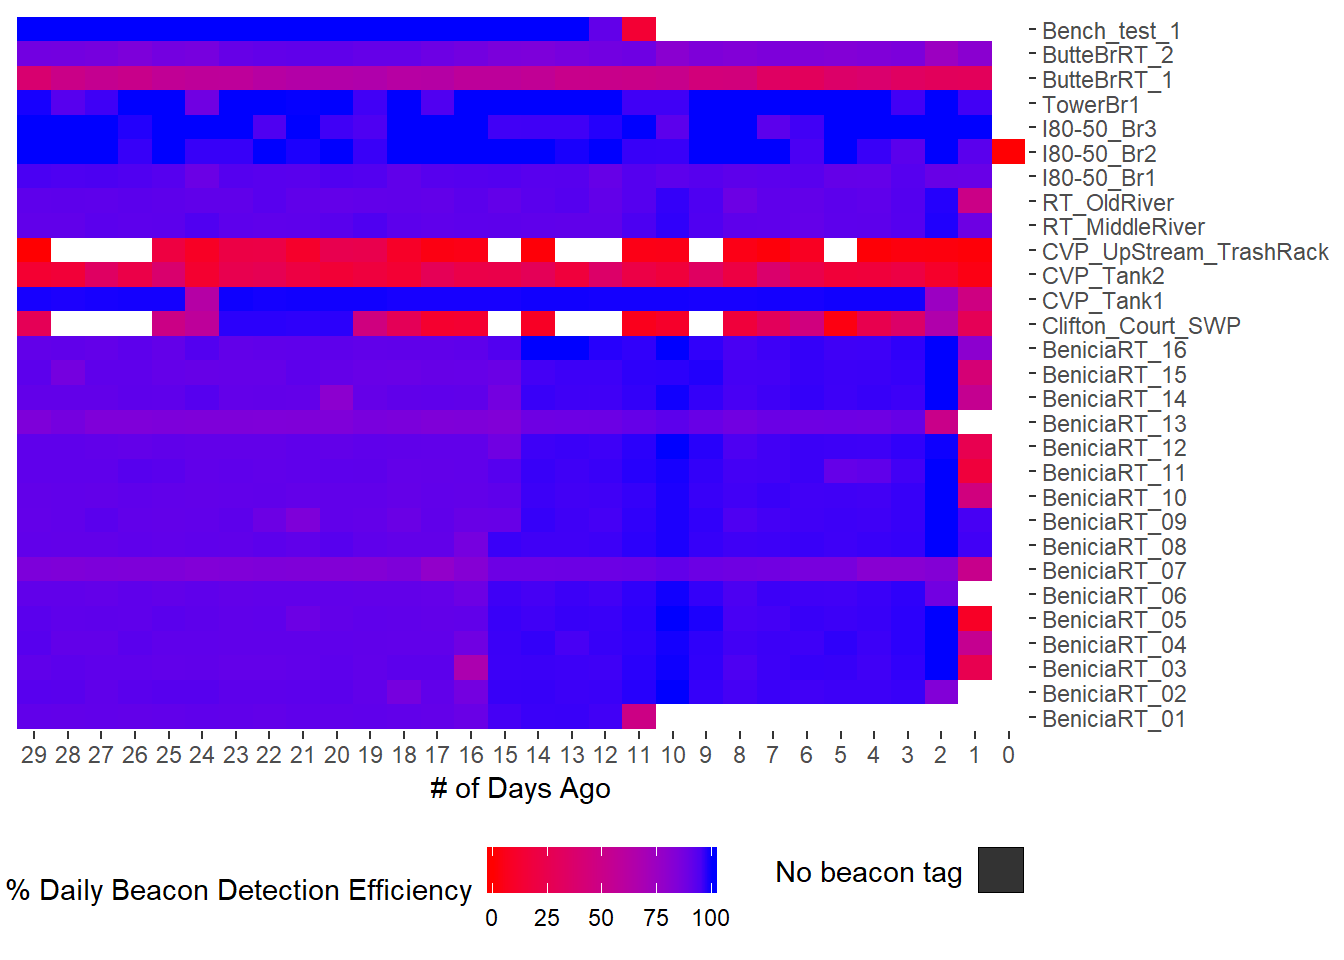 Bench_test_1
ButteBrRT_2
ButteBrRT_1
TowerBr1
I80-50_Br3
I80-50_Br2
I80-50_Br1
RT_OldRiver
RT_MiddleRiver
CVP_UpStream_TrashRack
CVP_Tank2
CVP_Tank1
Clifton_Court_SWP
BeniciaRT_16
BeniciaRT_15
BeniciaRT_14
BeniciaRT_13
BeniciaRT_12
BeniciaRT_11
BeniciaRT_10
BeniciaRT_09
BeniciaRT_08
BeniciaRT_07
BeniciaRT_06
BeniciaRT_05
BeniciaRT_04
BeniciaRT_03
BeniciaRT_02
BeniciaRT_01
29 28 27 26 25 24 23 22 21 20 19 18 17 16 15 14 13 12 11 10 9 8 7 6 5 4 3 2 1 0
# of Days Ago
% Daily Beacon Detection Efficiency
0 25 50 75 100
No beacon tag